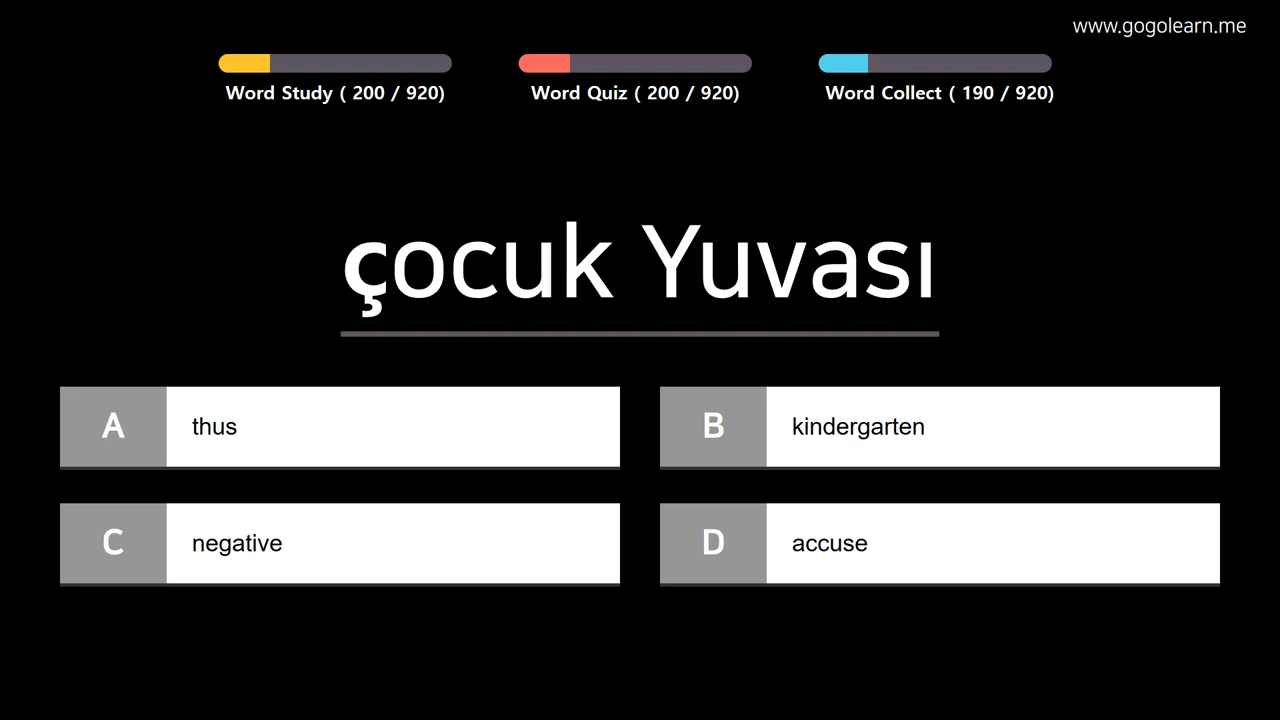 www.gogolearn.me
Word Study ( 200 / 920)
Word Quiz ( 200 / 920)
Word Collect ( 190 / 920)
çocuk Yuvası
A thus
B kindergarten
C negative
D accuse